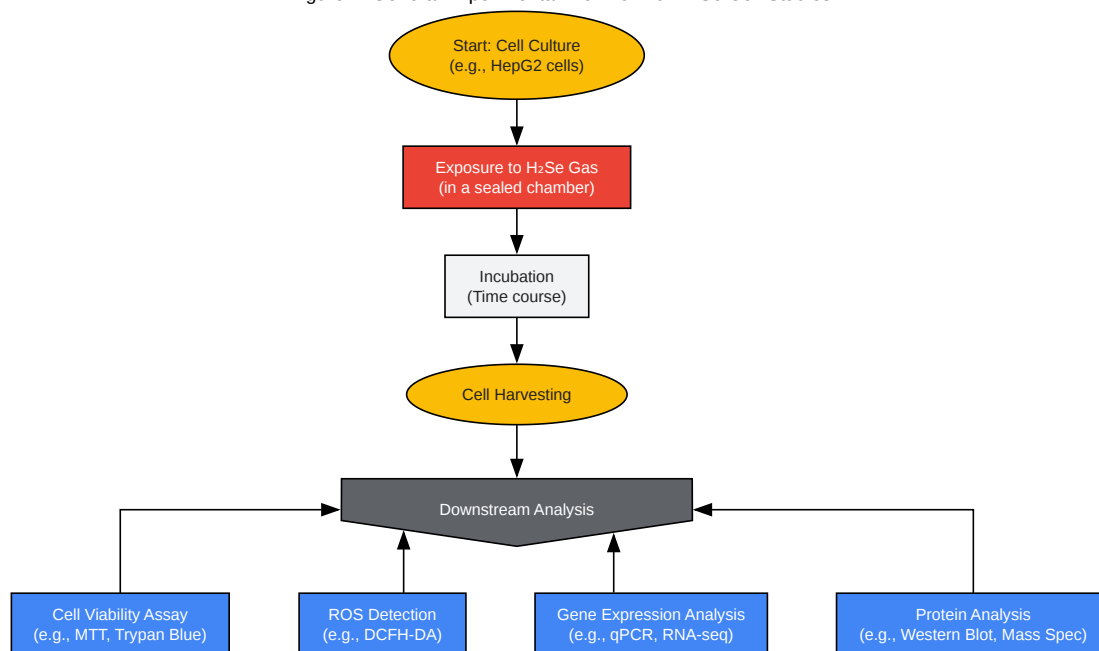 Start: Cell Culture
(e.g., HepG2 cells)
Exposure to H₂Se Gas
(in a sealed chamber)
Incubation
(Time course)
Cell Harvesting
Downstream Analysis
Cell Viability Assay
(e.g., MTT, Trypan Blue)
ROS Detection
(e.g., DCFH-DA)
Gene Expression Analysis
(e.g., qPCR, RNA-seq)
Protein Analysis
(e.g., Western Blot, Mass Spec)